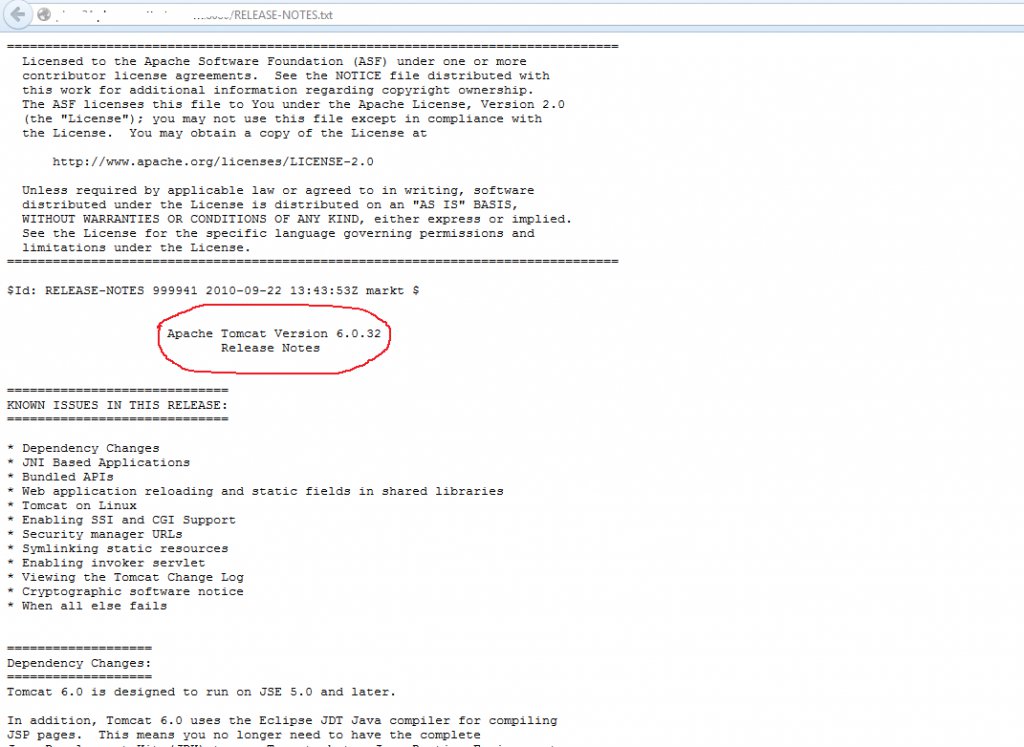 /RELEASE-NOTES.txt
================================================================================
Licensed to the Apache Software Foundation (ASF) under one or more
contributor license agreements.  See the NOTICE file distributed with
this work for additional information regarding copyright ownership.
The ASF licenses this file to You under the Apache License, Version 2.0
(the "License"); you may not use this file except in compliance with
the License.  You may obtain a copy of the License at
http://www.apache.org/licenses/LICENSE-2.0
Unless required by applicable law or agreed to in writing, software
distributed under the License is distributed on an "AS IS" BASIS,
WITHOUT WARRANTIES OR CONDITIONS OF ANY KIND, either express or implied.
See the License for the specific language governing permissions and
limitations under the License.
================================================================================
$Id: RELEASE-NOTES 999941 2010-09-22 13:43:53Z markt $
Apache Tomcat Version 6.0.32
Release Notes
=============================
KNOWN ISSUES IN THIS RELEASE:
=============================
* Dependency Changes
* JNI Based Applications
* Bundled APIs
* Web application reloading and static fields in shared libraries
* Tomcat on Linux
* Enabling SSI and CGI Support
* Security manager URLs
* Symlinking static resources
* Enabling invoker servlet
* Viewing the Tomcat Change Log
* Cryptographic software notice
* When all else fails
===================
Dependency Changes:
===================
Tomcat 6.0 is designed to run on JSE 5.0 and later.
In addition, Tomcat 6.0 uses the Eclipse JDT Java compiler for compiling
JSP pages.  This means you no longer need to have the complete